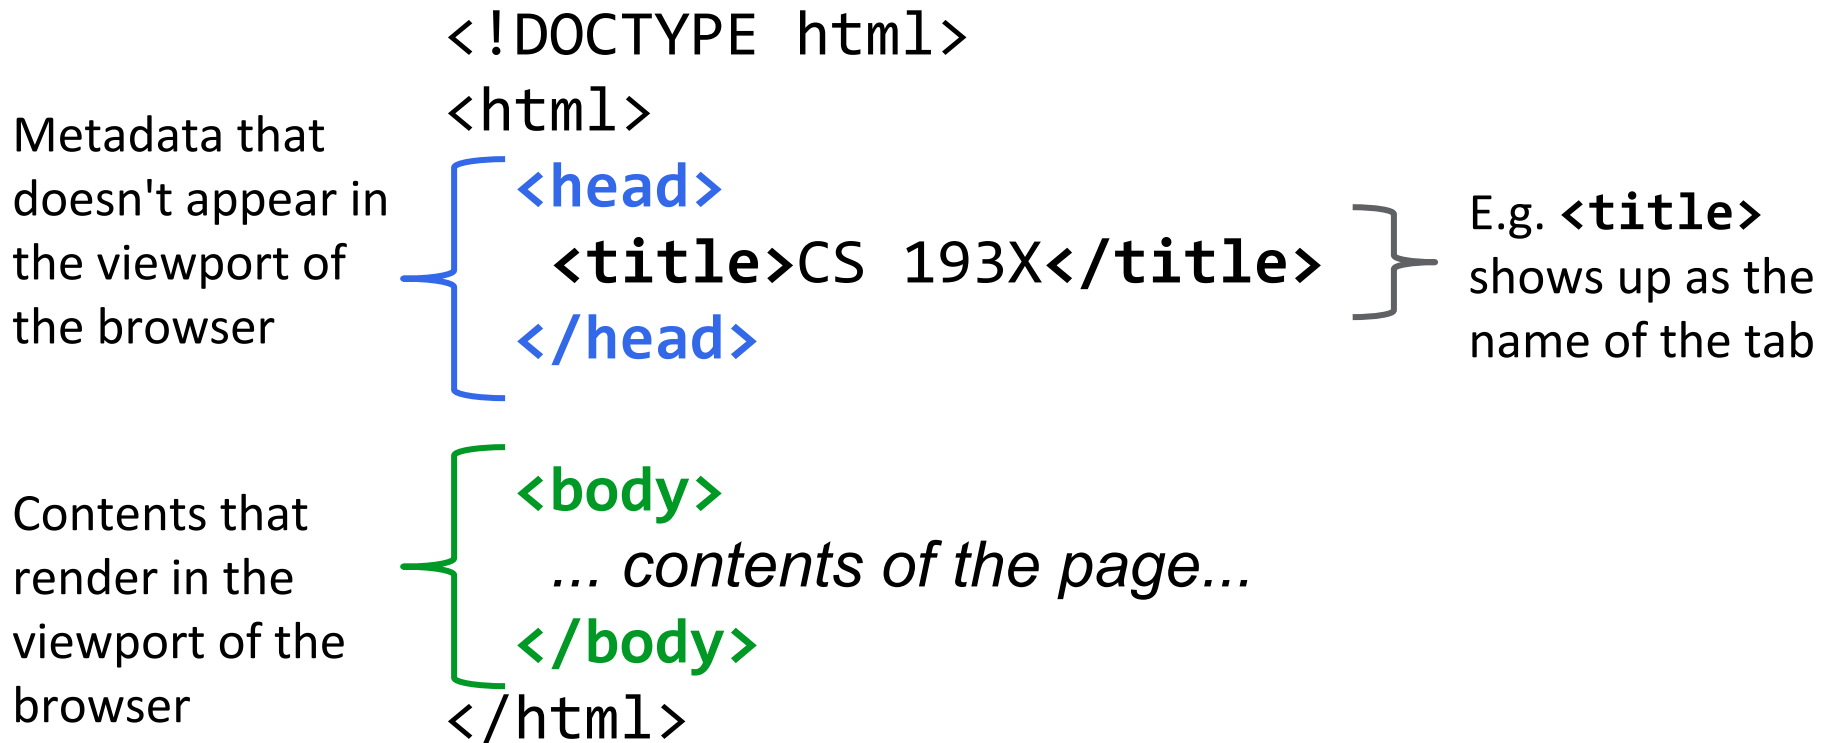 <!DOCTYPE html>
<html>
Metadata that
doesn't appear in
the viewport of
the browser
<head>
<title>CS 193X</title>
</head>
E.g. <title>
shows up as the
name of the tab
Contents that
render in the
viewport of the
browser
<body>
... contents of the page...
</body>
</html>